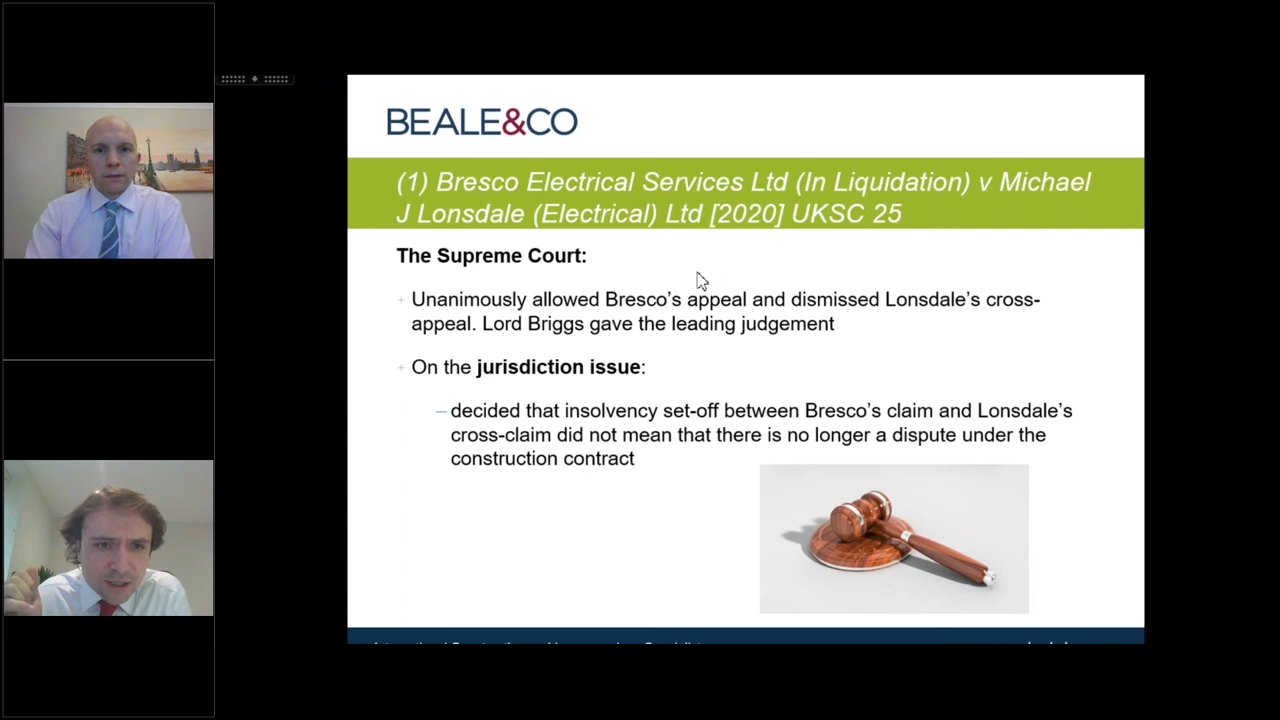 BEALE&CO
(1) Bresco Electrical Services Ltd (In Liquidation) v Michael
J Lonsdale (Electrical) Ltd [2020] UKSC 25
The Supreme Court:
Unanimously allowed Bresco's appeal and dismissed Lonsdale's cross-
appeal. Lord Briggs gave the leading judgement
On the jurisdiction issue:
decided that insolvency set-off between Bresco's claim and Lonsdale's
cross-claim did not mean that there is no longer a dispute under the
construction contract